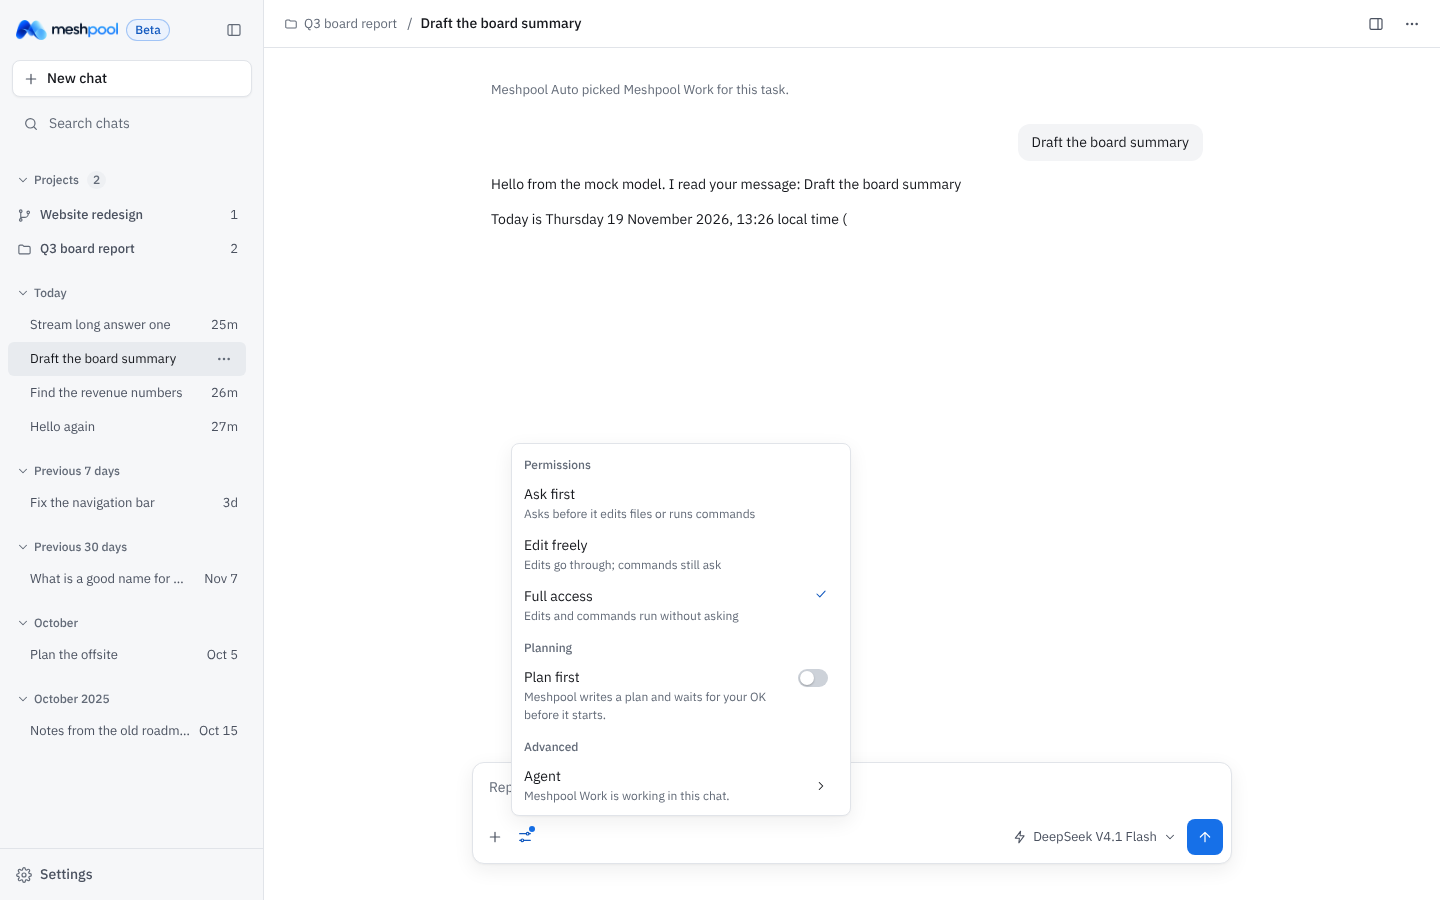 meshpool Beta
New chat
Search chats
Projects 2
Website redesign 1
Q3 board report 2
Today
Stream long answer one 25m
Draft the board summary
Find the revenue numbers 26m
Hello again 27m
Previous 7 days
Fix the navigation bar 3d
Previous 30 days
What is a good name for ... Nov 7
October
Plan the offsite Oct 5
October 2025
Notes from the old roadm... Oct 15
Settings
Q3 board report / Draft the board summary
Meshpool Auto picked Meshpool Work for this task.
Draft the board summary
Hello from the mock model. I read your message: Draft the board summary
Today is Thursday 19 November 2026, 13:26 local time (
Permissions
Ask first
Asks before it edits files or runs commands
Edit freely
Edits go through; commands still ask
Full access
Edits and commands run without asking
Planning
Plan first
Meshpool writes a plan and waits for your OK
before it starts.
Advanced
Agent
Meshpool Work is working in this chat.
Rep
DeepSeek V4.1 Flash